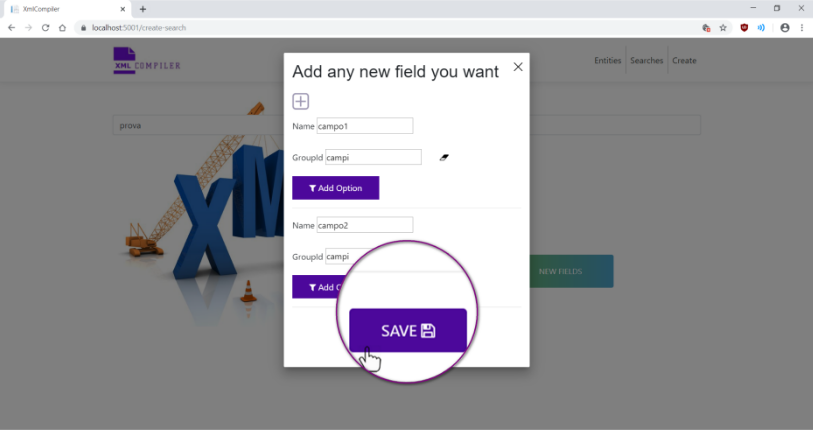 XmlCompiler
localhost:5001/create-search
XML COMPILER
Entities Searches Create
prova
Add any new field you want
Name campo1
GroupId campi
Add Option
Name campo2
GroupId campi
Add
NEW FIELDS
SAVE